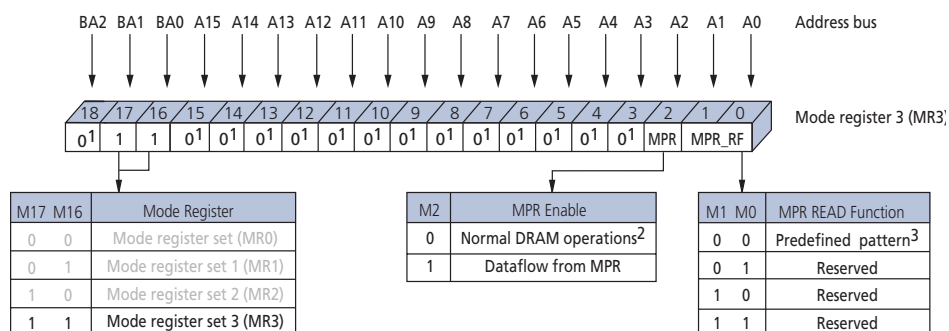 BA2 BA1 BA0 A15 A14 A13 A12 A11 A10 A9 A8 A7 A6 A5 A4 A3 A2 A1 A0 Address bus
18 17 16 15 14 13 12 11 10 9 8 7 6 5 4 3 2 1 0
Mode register 3 (MR3)
0¹ 1 1 0¹ 0¹ 0¹ 0¹ 0¹ 0¹ 0¹ 0¹ 0¹ 0¹ 0¹ 0¹ 0¹ MPR MPR_RF
M17 M16 Mode Register
0 0 Mode register set (MR0)
0 1 Mode register set 1 (MR1)
1 0 Mode register set 2 (MR2)
1 1 Mode register set 3 (MR3)
M2 MPR Enable
0 Normal DRAM operations²
1 Dataflow from MPR
M1 M0 MPR READ Function
0 0 Predefined pattern³
0 1 Reserved
1 0 Reserved
1 1 Reserved